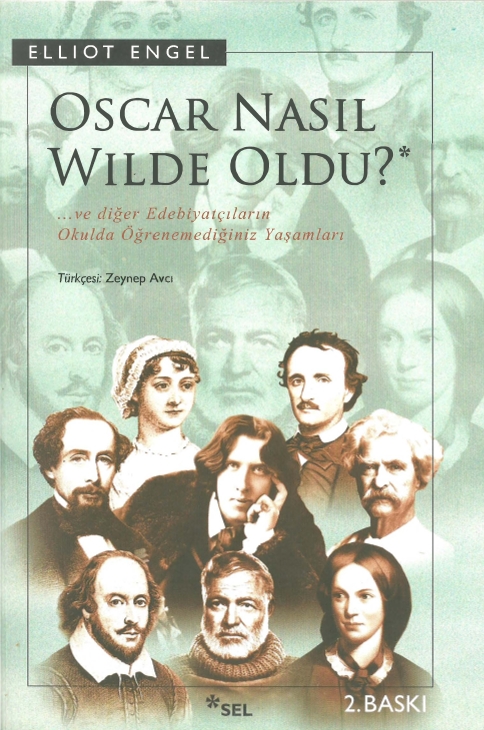 ELLIOT ENGEL
OSCAR NASIL
WILDE OLDU?*
...ve diğer Edebiyatçıların
Okulda Öğrenemediğiniz Yaşamları
Türkçesi: Zeynep Avcı
*SEL
2. BASKI